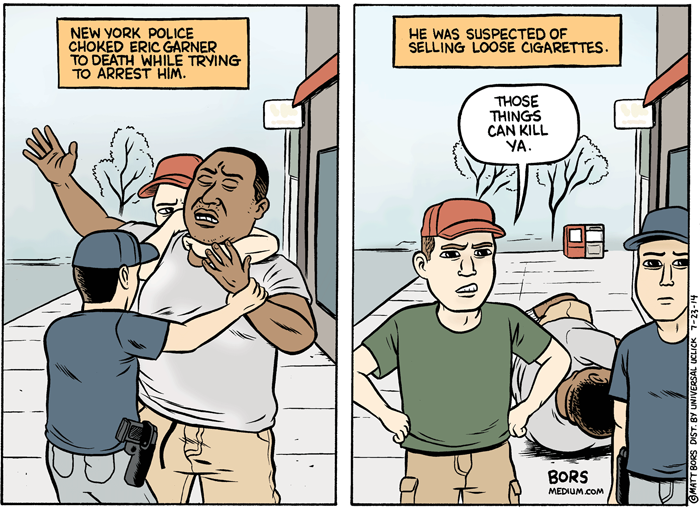 NEW YORK POLICE
CHOKED ERIC GARNER
TO DEATH WHILE TRYING
TO ARREST HIM.
HE WAS SUSPECTED OF
SELLING LOOSE CIGARETTES.
THOSE
THINGS
CAN KILL
YA.
BORS
MEDIUM.COM
©MATT BORS DIST. BY UNIVERSAL UCLICK 7-23-14